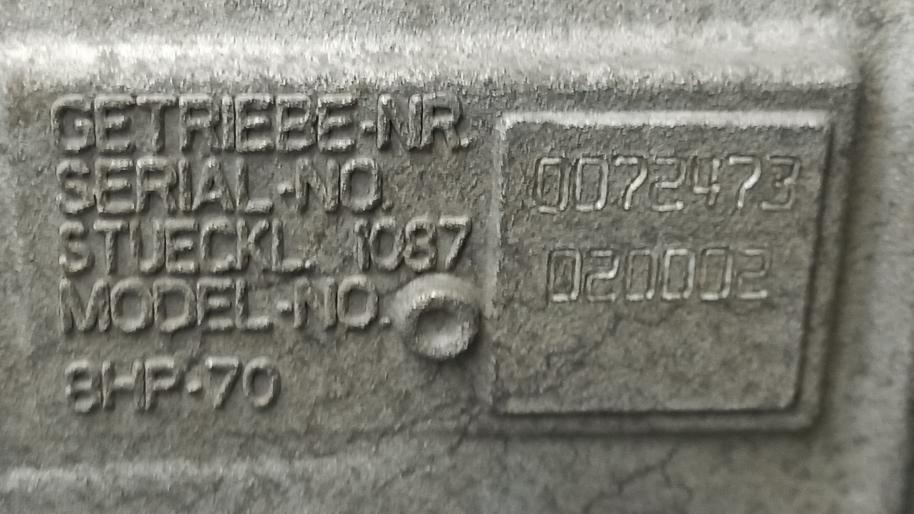 GETRIEBE-NR.
SERIAL-NO. 0072473
STUECKL. 1087 020002
MODEL-NO.
8HP-70